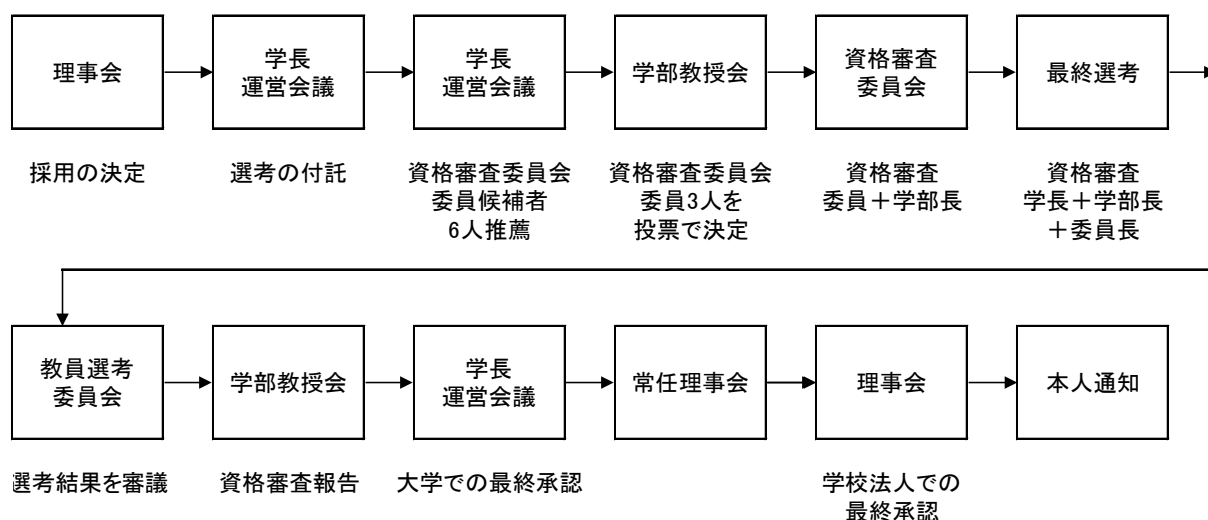 理事会
学長
運営会議
学長
運営会議
学部教授会
資格審査
委員会
最終選考
採用の決定
選考の付託
資格審査委員会
委員候補者
6人推薦
資格審査委員会
委員3人を
投票で決定
資格審査
委員＋学部長
資格審査
学長＋学部長
＋委員長
教員選考
委員会
学部教授会
学長
運営会議
常任理事会
理事会
本人通知
選考結果を審議
資格審査報告
大学での最終承認
学校法人での
最終承認